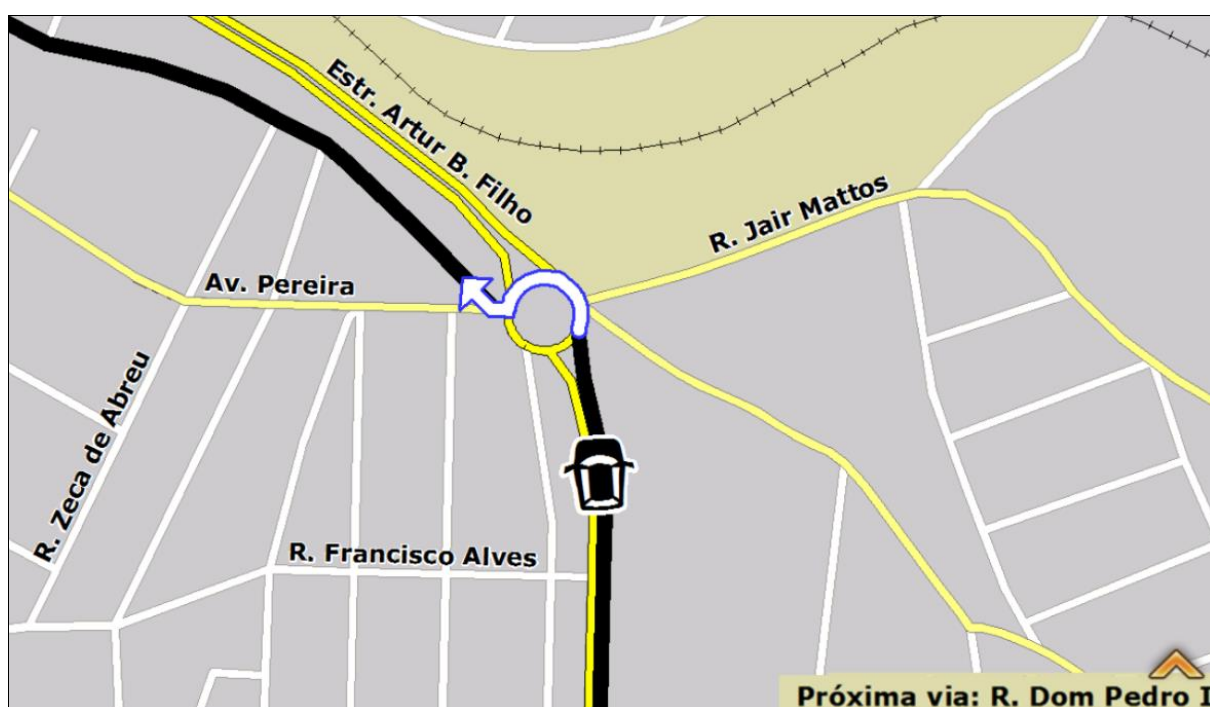 Estr. Artur B. Filho
R. Jair Mattos
Av. Pereira
R. Zeca de Abreu
R. Francisco Alves
Próxima via: R. Dom Pedro I